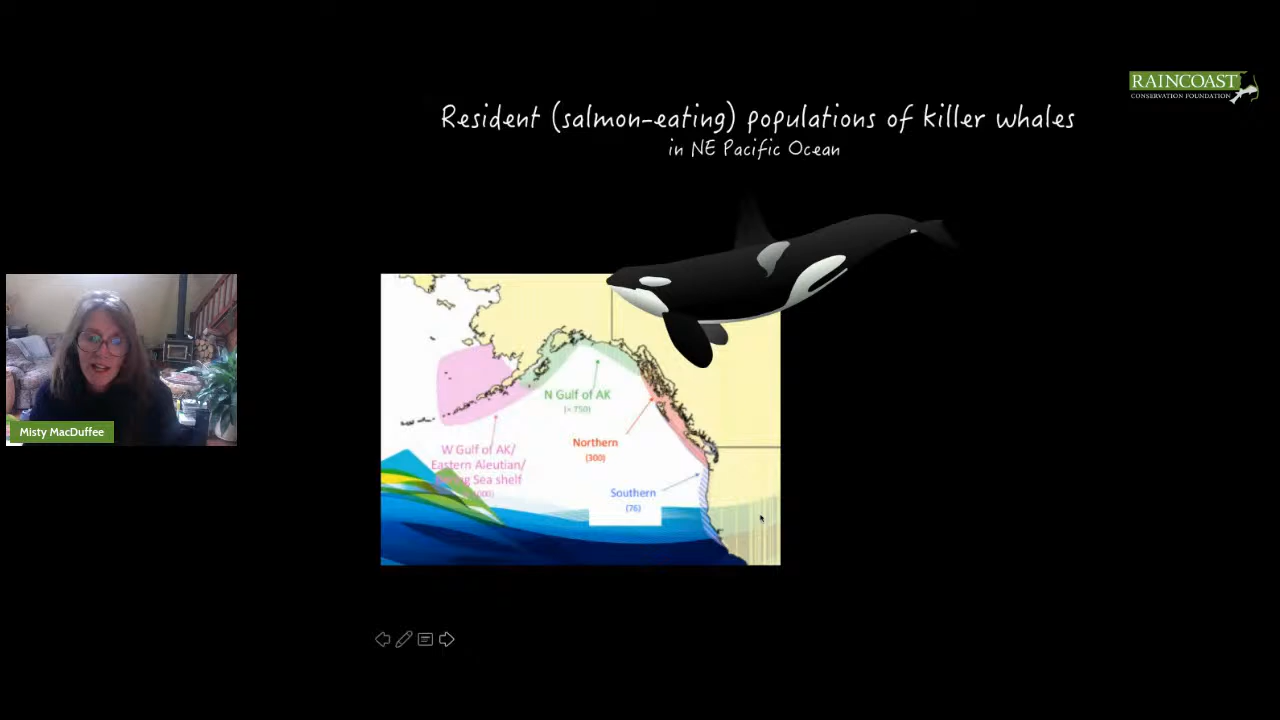 RAINCOAST
CONSERVATION FOUNDATION
Resident (salmon-eating) populations of killer whales
in NE Pacific Ocean
N Gulf of AK
(> 750)
Northern
(300)
W Gulf of AK/
Eastern Aleutian/
Sea shelf
Southern
(76)
Misty MacDuffee